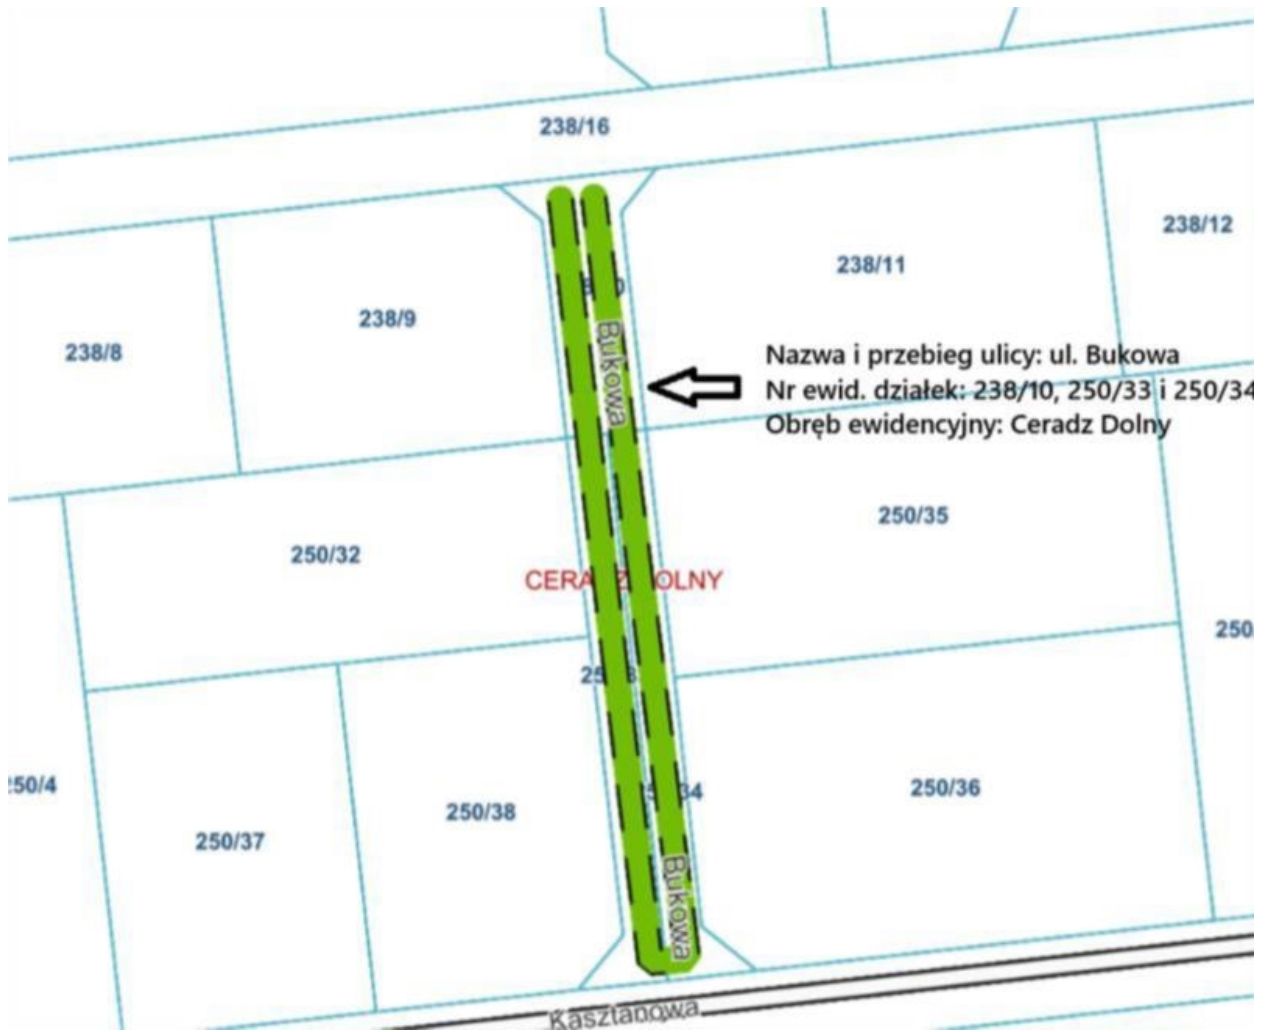 238/16
238/12
238/11
238/9
238/8
Bukowa
Nazwa i przebieg ulicy: ul. Bukowa
Nr ewid. działek: 238/10, 250/33 i 250/34
Obręb ewidencyjny: Ceradz Dolny
250/35
250/32
250
250/36
250/38
250/37
Bukowa
Kasztanowa